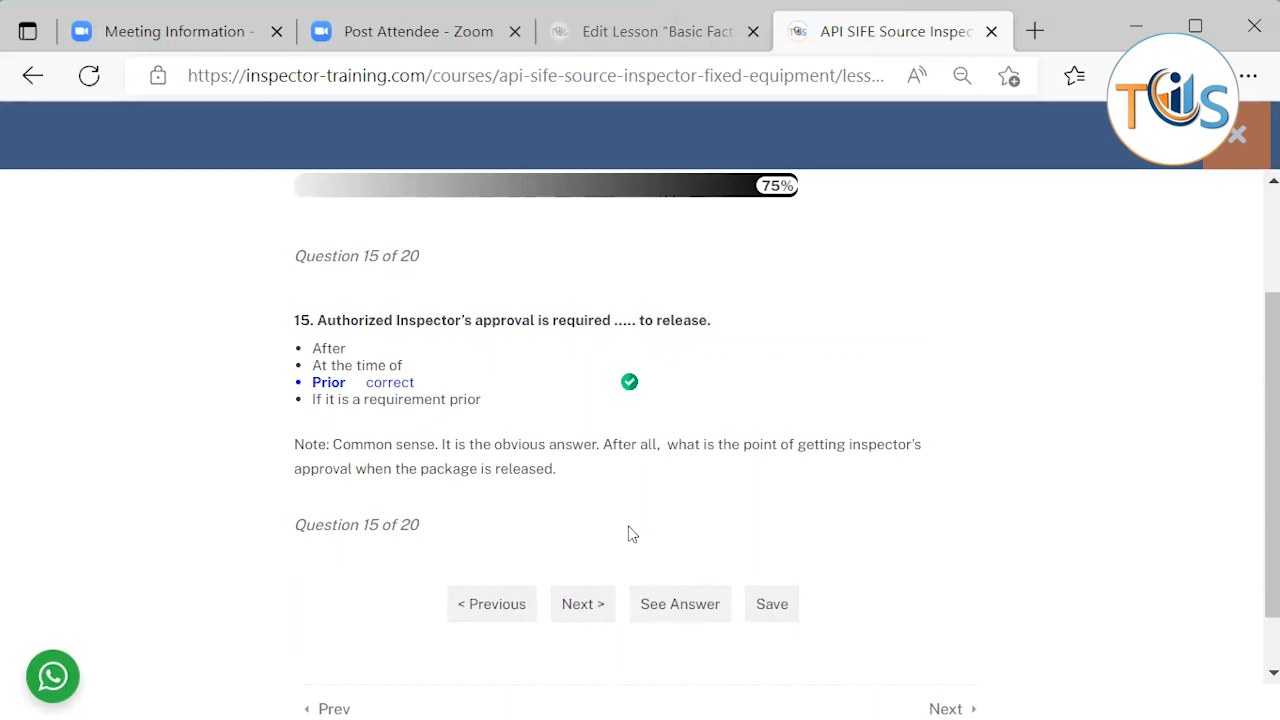 Meeting Information -
Post Attendee - Zoom
Edit Lesson "Basic Fact
API SIFE Source Inspec
https://inspector-training.com/courses/api-sife-source-inspector-fixed-equipment/less...
TIS
75%
Question 15 of 20
15. Authorized Inspector's approval is required ..... to release.
After
At the time of
Prior correct
If it is a requirement prior
Note: Common sense. It is the obvious answer. After all, what is the point of getting inspector's
approval when the package is released.
Question 15 of 20
< Previous
Next >
See Answer
Save
Prev
Next